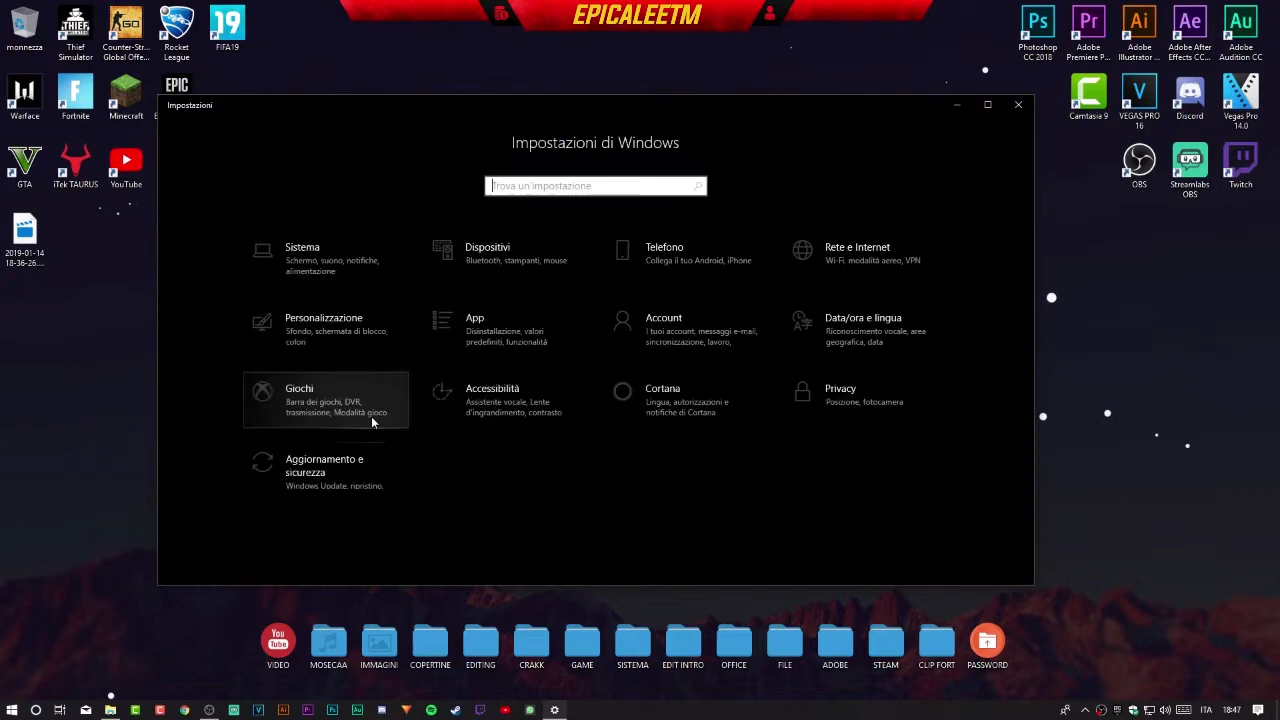 EPICALEETM
monnezza
Thief
Simulator
Counter-Str...
Global Offe...
Rocket
League
19
FIFA19
Warface
Fortnite
Minecraft
EPIC
GTA
iTek TAURUS
YouTube
2019-01-14
18-36-26....
Ps
Photoshop
CC 2018
Pr
Adobe
Premiere P...
Ai
Adobe
Illustrator ...
Ae
Adobe After
Effects CC...
Au
Adobe
Audition CC
Camtasia 9
V
VEGAS PRO
16
Discord
Vegas Pro
14.0
OBS
Streamlabs
OBS
Twitch
Impostazioni
Impostazioni di Windows
Trova un'impostazione
Sistema
Schermo, suono, notifiche,
alimentazione
Dispositivi
Bluetooth, stampanti, mouse
Telefono
Collega il tuo Android, iPhone
Rete e Internet
Wi-Fi, modalità aereo, VPN
Personalizzazione
Sfondo, schermata di blocco,
colori
App
Disinstallazione, valori
predefiniti, funzionalità
Account
I tuoi account, messaggi e-mail,
sincronizzazione, lavoro,
Data/ora e lingua
Riconoscimento vocale, area
geografica, data
Giochi
Barra dei giochi, DVR,
trasmissione, Modalità gioco
Accessibilità
Assistente vocale, Lente
d'ingrandimento, contrasto
Cortana
Lingua, autorizzazioni e
notifiche di Cortana
Privacy
Posizione, fotocamera
Aggiornamento e
sicurezza
Windows Update, ripristino,
You
Tube
VIDEO
MOSECAA
IMMAGINI
COPERTINE
EDITING
CRAKK
GAME
SISTEMA
EDIT INTRO
OFFICE
FILE
ADOBE
STEAM
CLIP FORT
PASSWORD
ITA
18:47